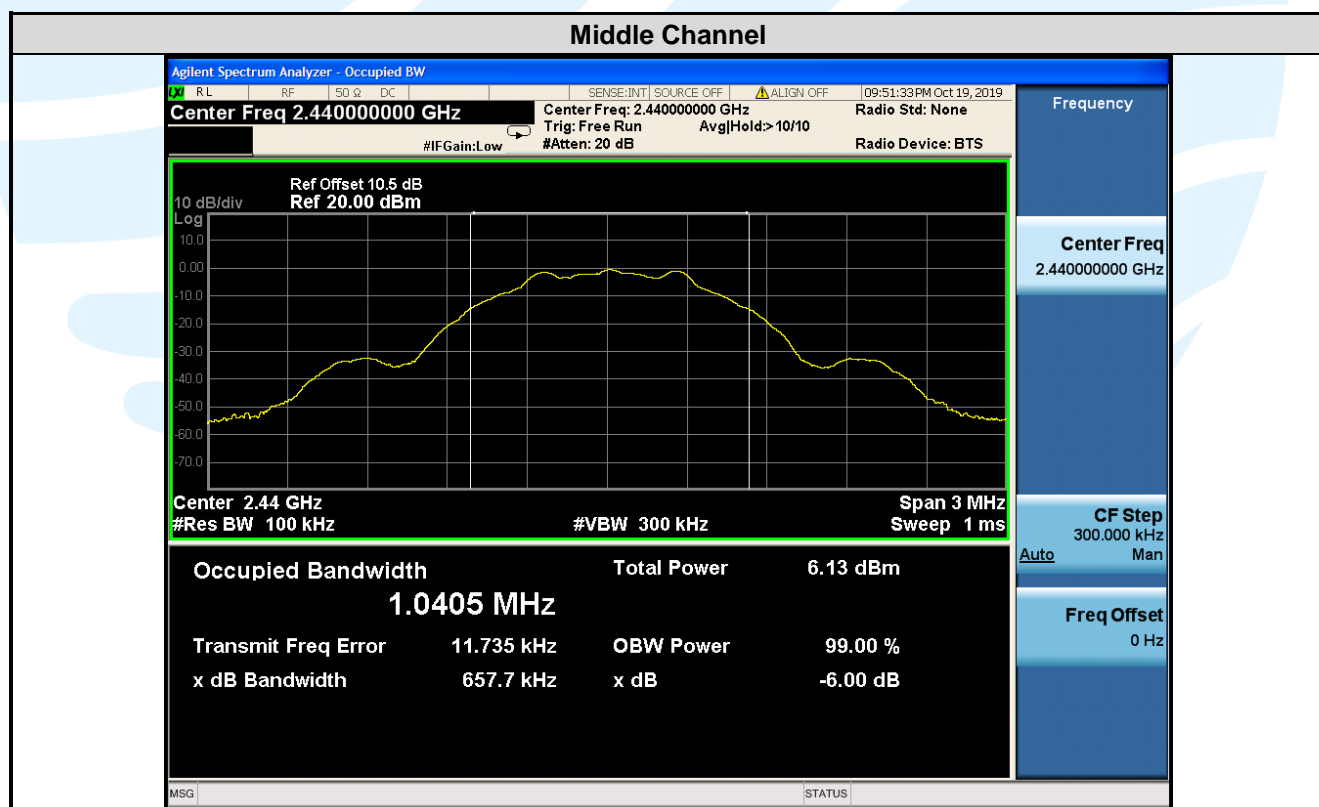 Middle Channel
Agilent Spectrum Analyzer - Occupied BW
LXI RL RF 50 Ω DC SENSE:INT SOURCE OFF ALIGN OFF 09:51:33 PM Oct 19, 2019
Center Freq 2.440000000 GHz
Center Freq: 2.440000000 GHz Radio Std: None
Trig: Free Run Avg|Hold:> 10/10
#IFGain:Low #Atten: 20 dB Radio Device: BTS
Ref Offset 10.5 dB
10 dB/div Ref 20.00 dBm
Log
10.0
0.00
-10.0
-20.0
-30.0
-40.0
-50.0
-60.0
-70.0
Center 2.44 GHz Span 3 MHz
#Res BW 100 kHz #VBW 300 kHz Sweep 1 ms
Occupied Bandwidth Total Power 6.13 dBm
1.0405 MHz
Transmit Freq Error 11.735 kHz OBW Power 99.00 %
x dB Bandwidth 657.7 kHz x dB -6.00 dB
Frequency
Center Freq
2.440000000 GHz
CF Step
300.000 kHz
Auto Man
Freq Offset
0 Hz
MSG STATUS